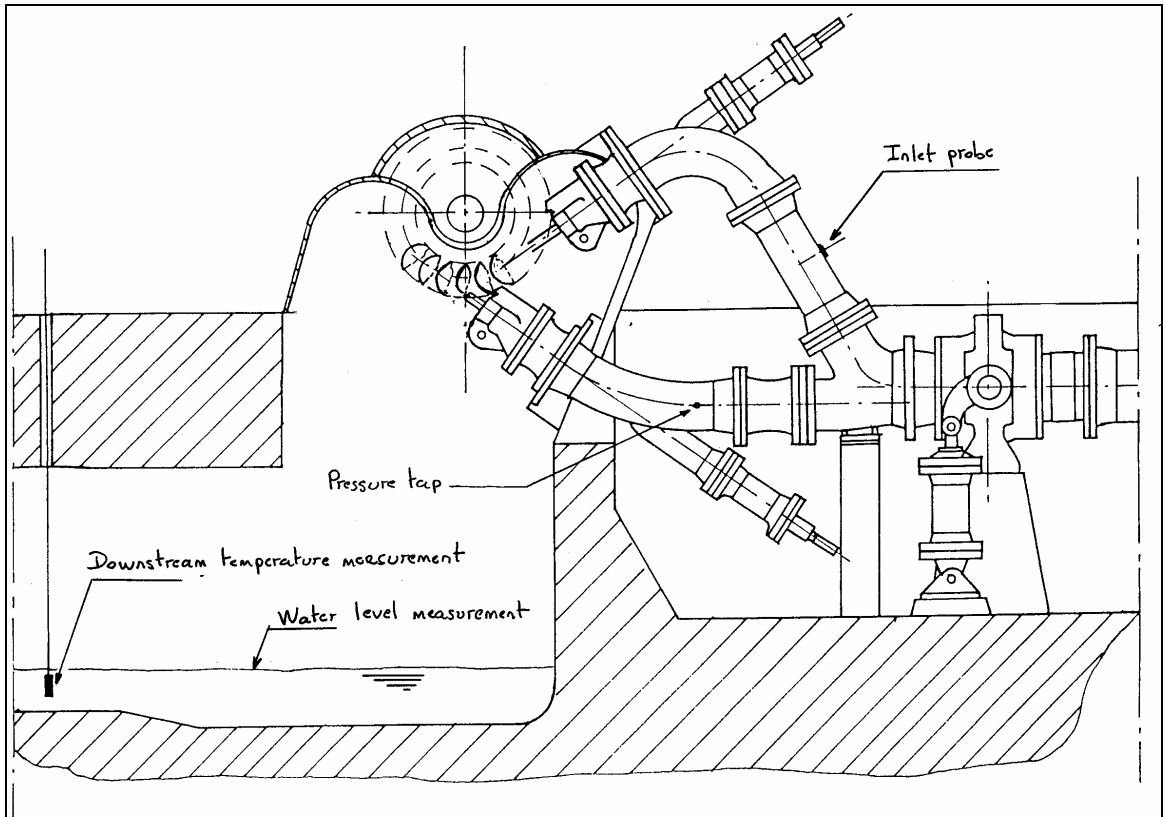 Inlet probe
Pressure tap
Downstream temperature measurement
Water level measurement